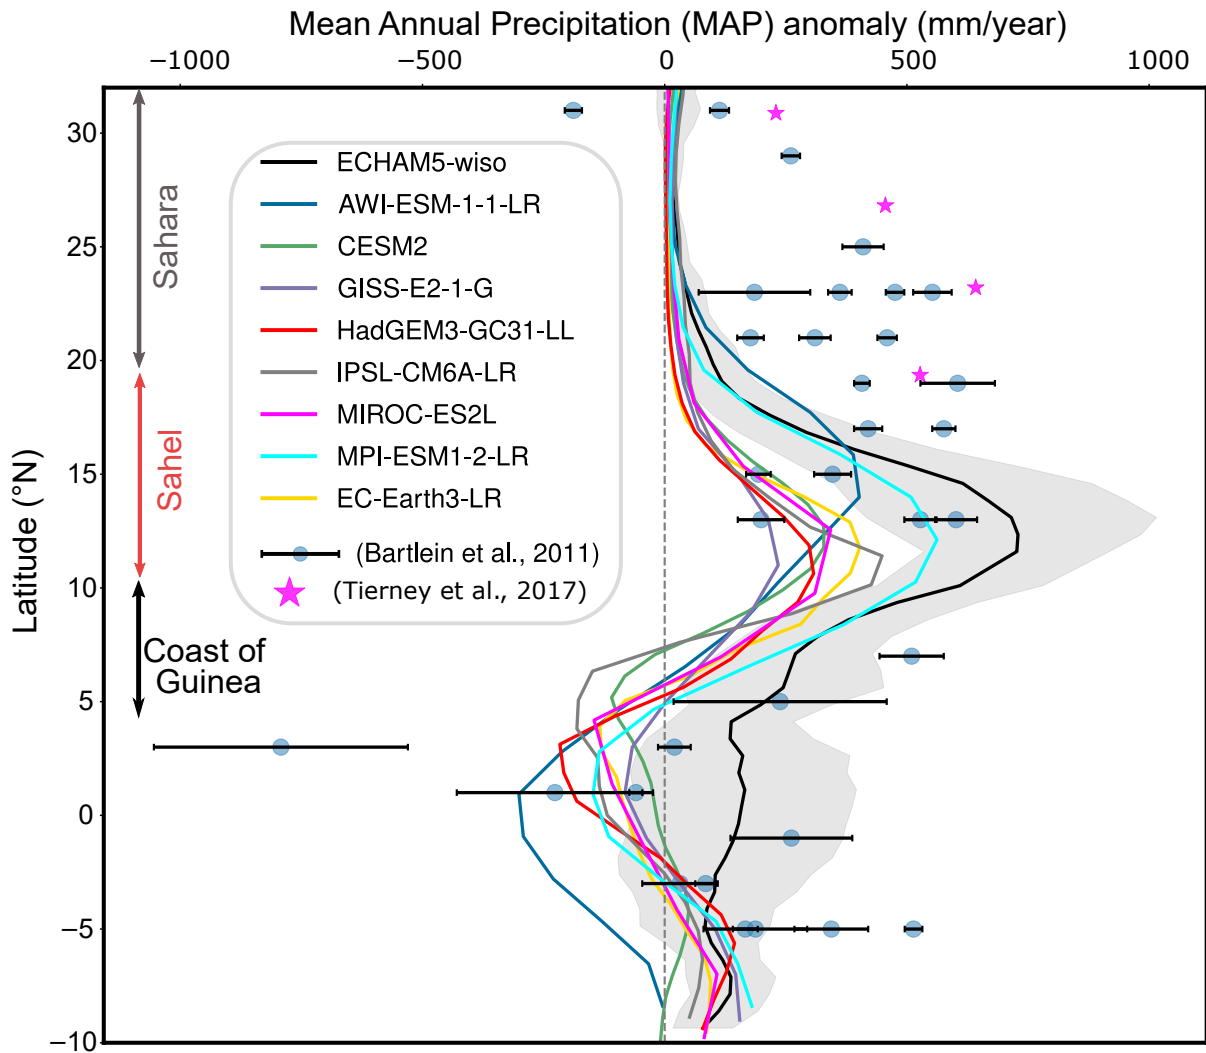 Mean Annual Precipitation (MAP) anomaly (mm/year)
−1000 −500 0 500 1000
30
25
20
15
10
5
0
−5
−10
Latitude (°N)
Sahara
Sahel
Coast of
Guinea
ECHAM5-wiso
AWI-ESM-1-1-LR
CESM2
GISS-E2-1-G
HadGEM3-GC31-LL
IPSL-CM6A-LR
MIROC-ES2L
MPI-ESM1-2-LR
EC-Earth3-LR
(Bartlein et al., 2011)
(Tierney et al., 2017)